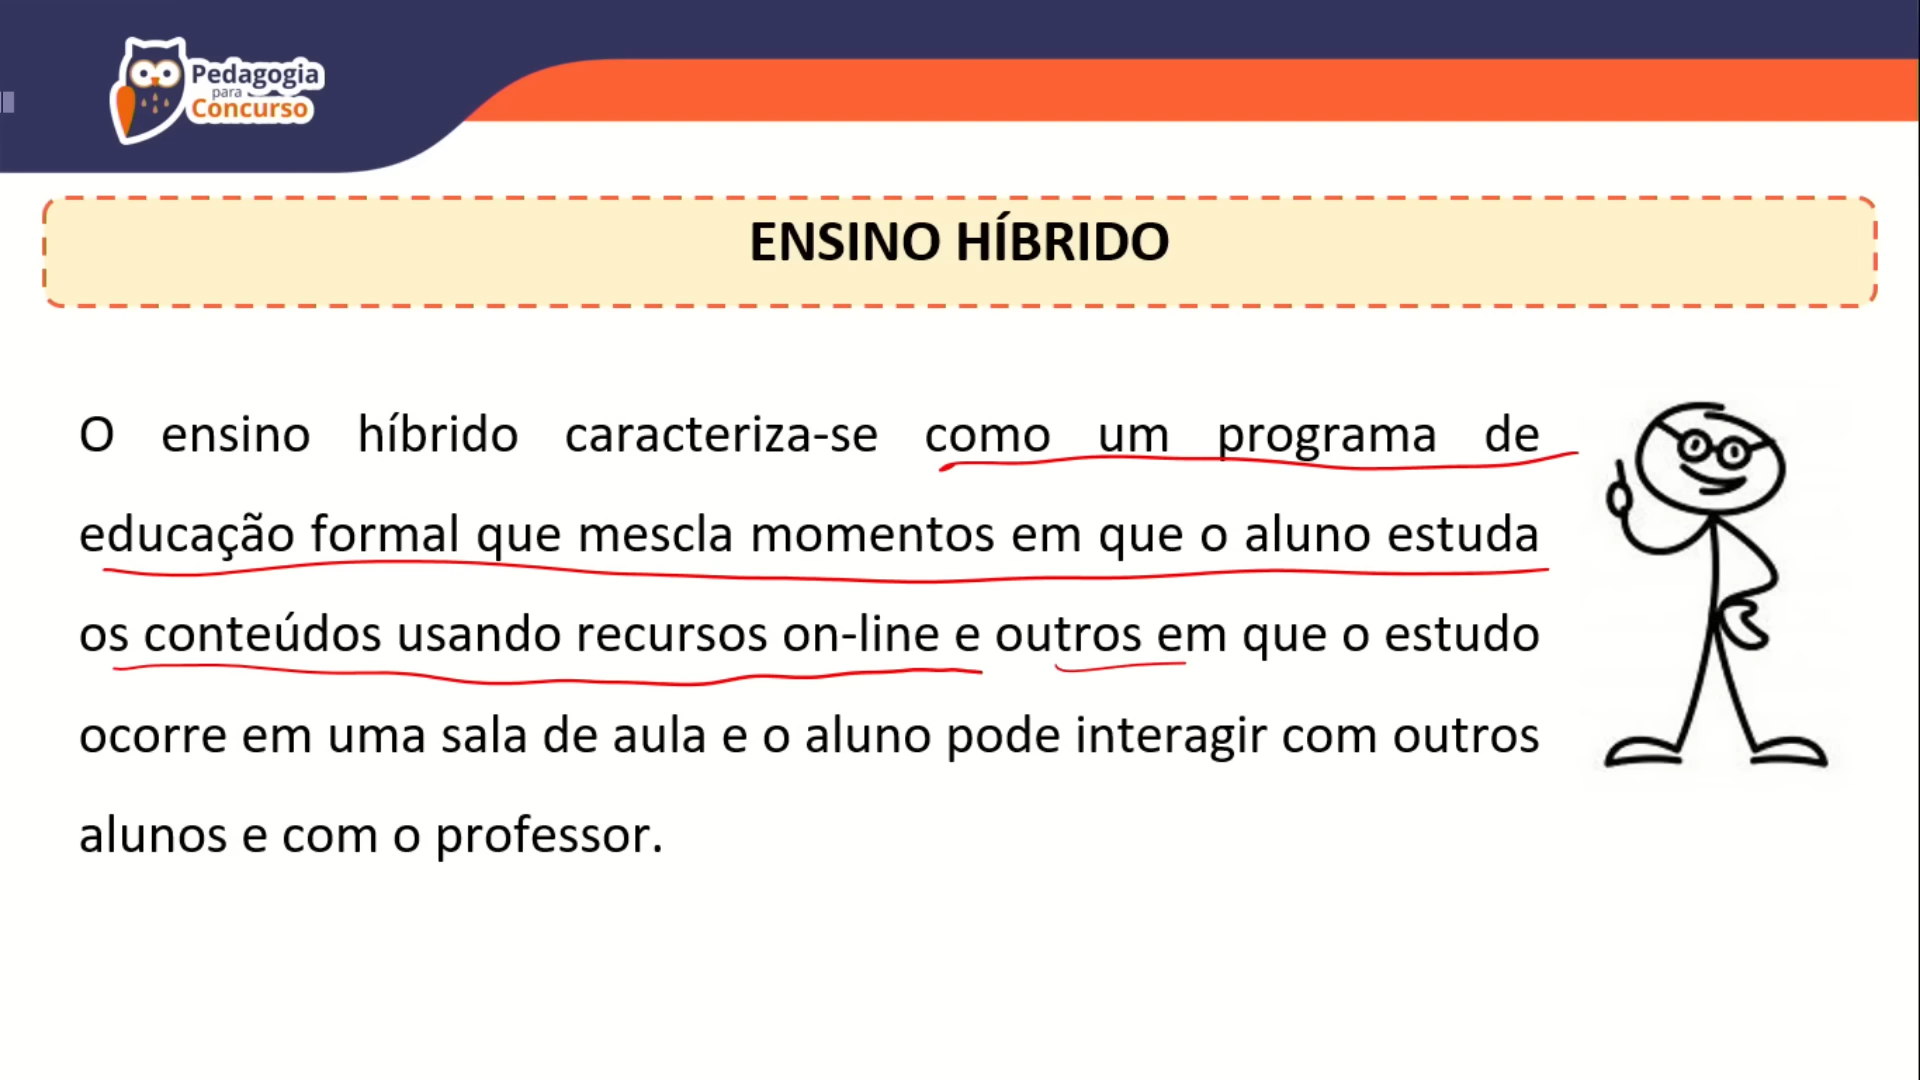 Pedagogia
para
Concurso
ENSINO HÍBRIDO
O ensino híbrido caracteriza-se como um programa de
educação formal que mescla momentos em que o aluno estuda
os conteúdos usando recursos on-line e outros em que o estudo
ocorre em uma sala de aula e o aluno pode interagir com outros
alunos e com o professor.